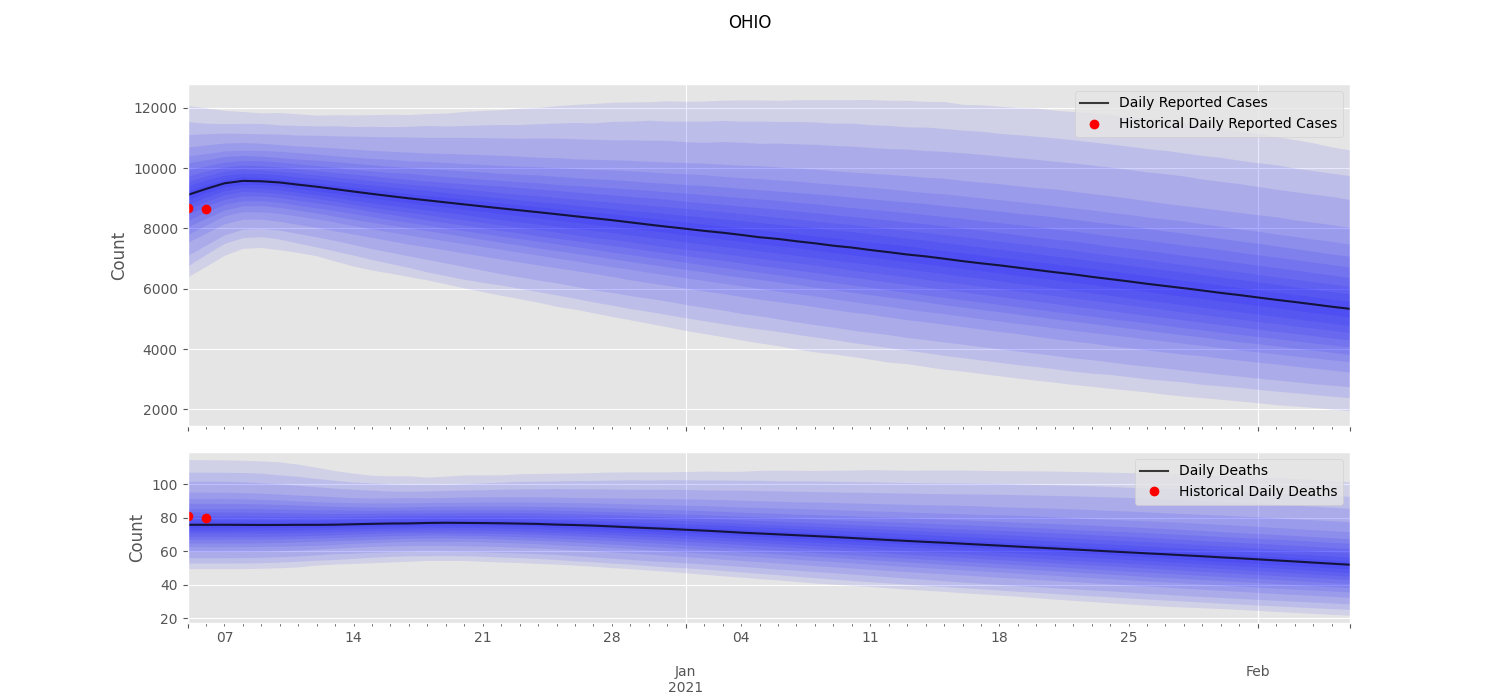 OHIO
12000
10000
8000
6000
4000
2000
Count
Daily Reported Cases
Historical Daily Reported Cases
100
80
60
40
20
Count
Daily Deaths
Historical Daily Deaths
07 14 21 28 04 11 18 25
Jan Feb
2021